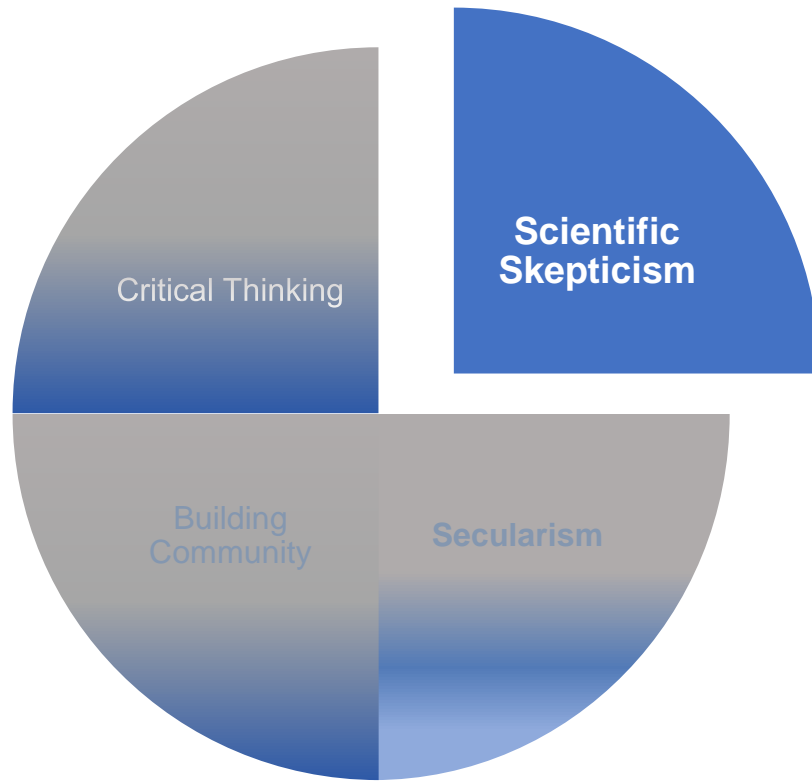 Scientific
Skepticism
Critical Thinking
Building
Community
Secularism